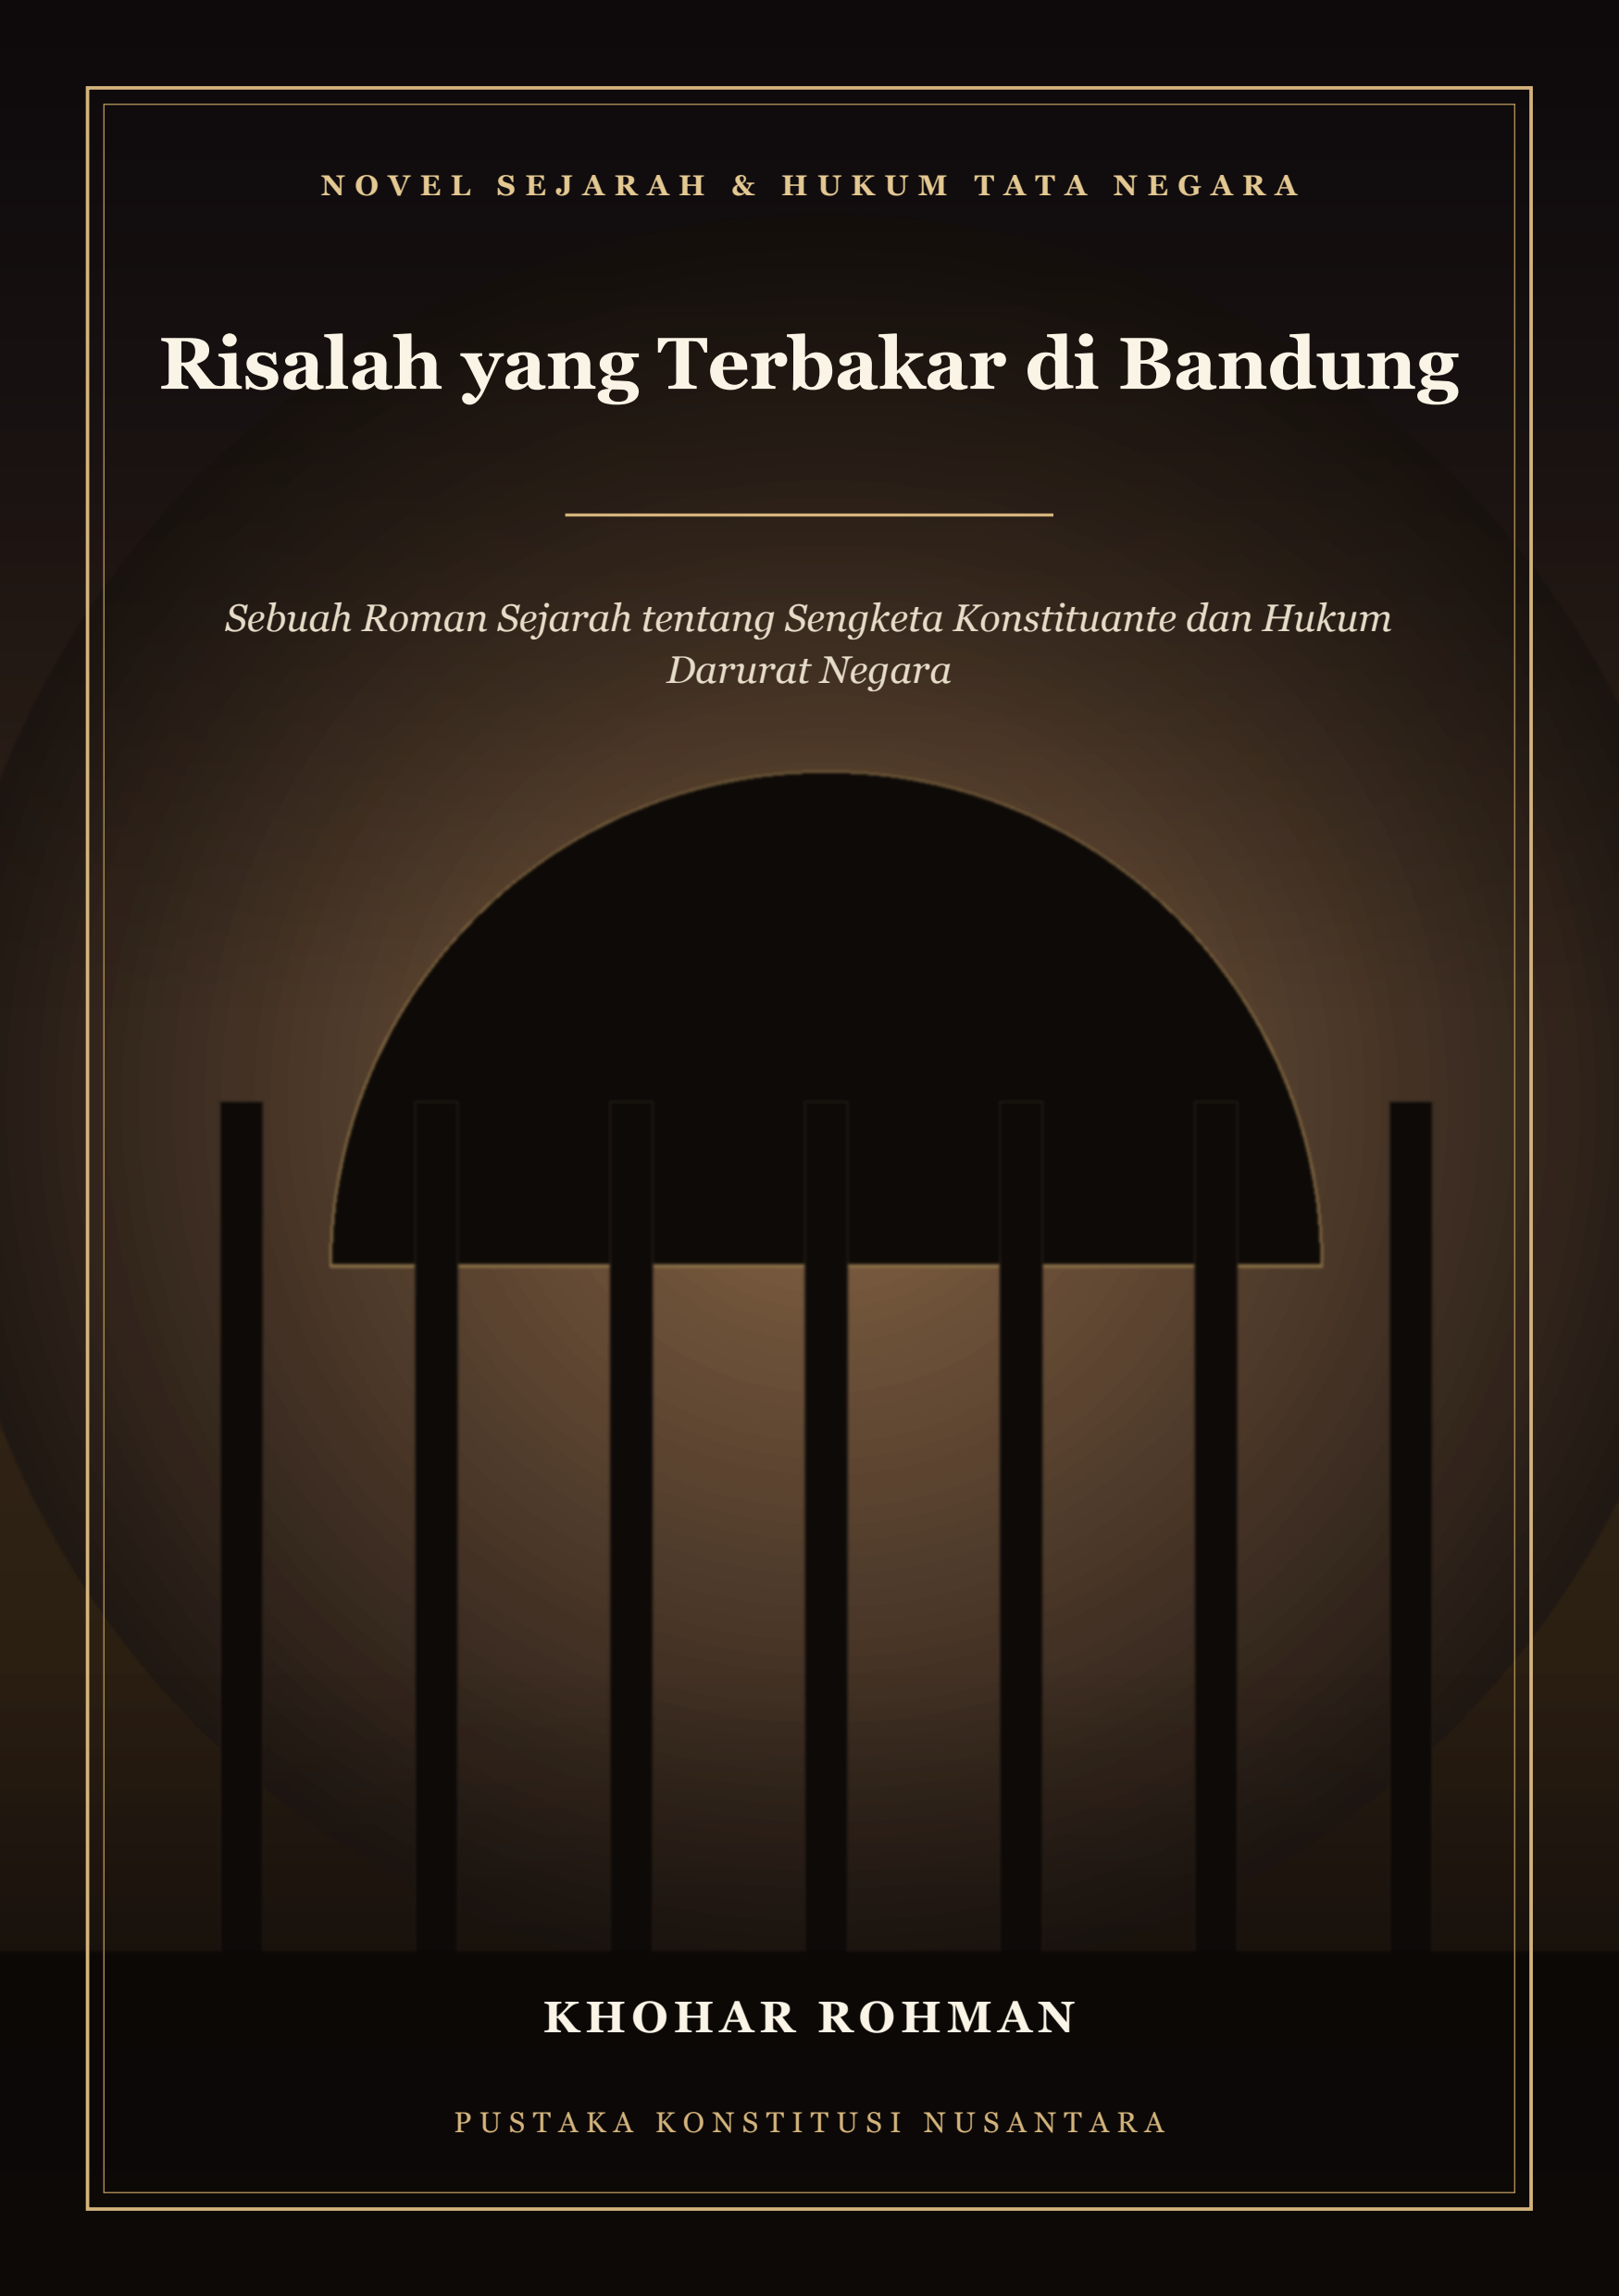 NOVEL SEJARAH & HUKUM TATA NEGARA
Risalah yang Terbakar di Bandung
Sebuah Roman Sejarah tentang Sengketa Konstituante dan Hukum
Darurat Negara
KHOHAR ROHMAN
PUSTAKA KONSTITUSI NUSANTARA